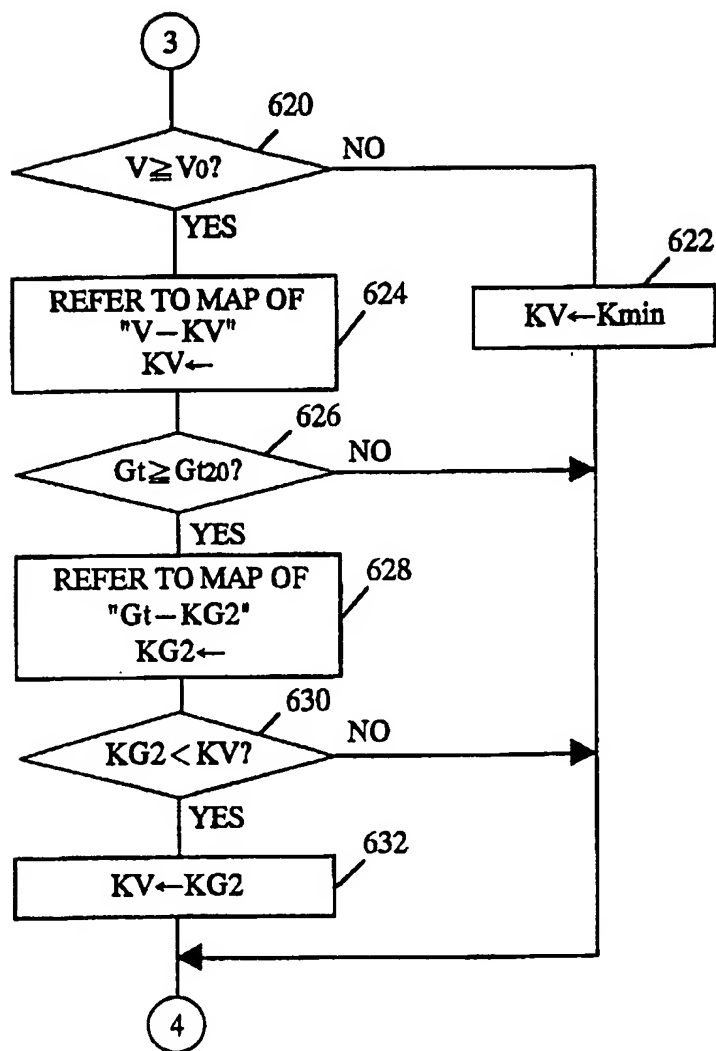 3
620
V≧V0?
NO
YES
622
REFER TO MAP OF
"V–KV"
KV←
624
KV←Kmin
626
Gt≧Gt20?
NO
YES
REFER TO MAP OF
"Gt–KG2"
KG2←
628
630
KG2<KV?
NO
YES
632
KV←KG2
4